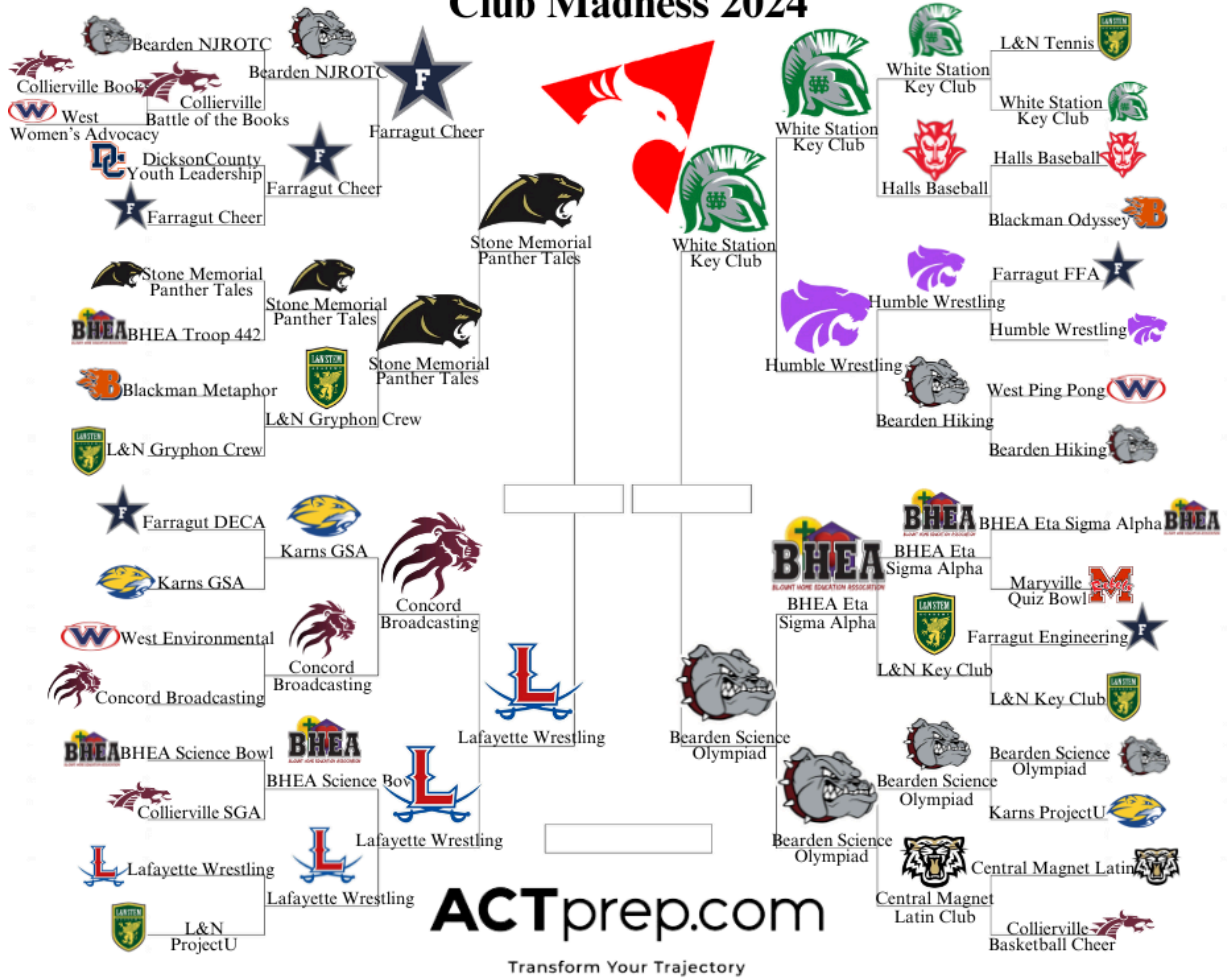 Club Madness 2024
Bearden NJROTC
Collierville Book
West
Women's Advocacy
Collierville
Battle of the Books
Bearden NJROTC
DicksonCounty
Youth Leadership
Farragut Cheer
Farragut Cheer
Farragut Cheer
Stone Memorial
Panther Tales
BHEA Troop 442
Stone Memorial
Panther Tales
Blackman Metaphor
L&N Gryphon Crew
L&N Gryphon Crew
Stone Memorial
Panther Tales
Stone Memorial
Panther Tales
Farragut DECA
Karns GSA
Karns GSA
West Environmental
Concord Broadcasting
Concord
Broadcasting
Concord
Broadcasting
BHEA Science Bowl
Collierville SGA
BHEA Science Bow
Lafayette Wrestling
L&N
ProjectU
Lafayette Wrestling
Lafayette Wrestling
Lafayette Wrestling
White Station
Key Club
White Station
Key Club
White Station
Key Club
L&N Tennis
White Station
Key Club
Halls Baseball
Halls Baseball
Blackman Odyssey
Humble Wrestling
Humble Wrestling
Farragut FFA
Humble Wrestling
Bearden Hiking
West Ping Pong
Bearden Hiking
BHEA Eta
Sigma Alpha
BHEA Eta
Sigma Alpha
BHEA Eta Sigma Alpha
Maryville
Quiz Bowl
L&N Key Club
Farragut Engineering
L&N Key Club
Bearden Science
Olympiad
Bearden Science
Olympiad
Bearden Science
Olympiad
Bearden Science
Olympiad
Karns ProjectU
Central Magnet
Latin Club
Central Magnet Latin
Collierville
Basketball Cheer
ACTprep.com
Transform Your Trajectory